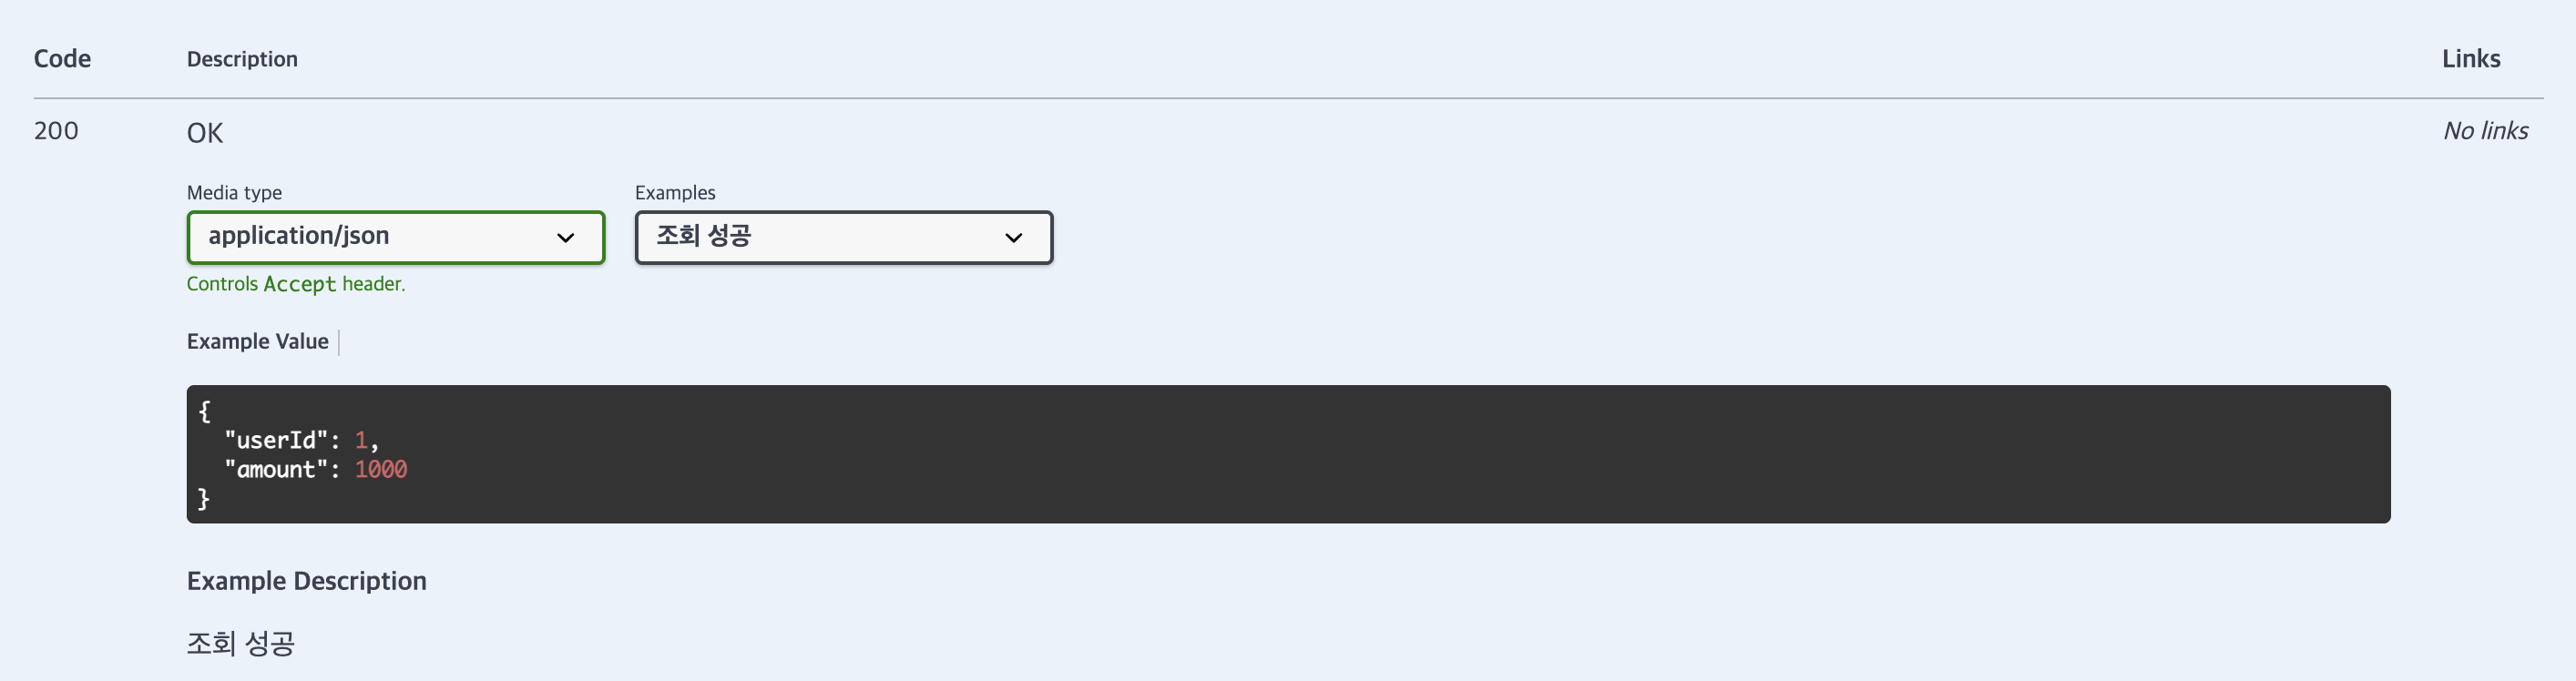 Code Description Links
200 OK No links
Media type Examples
application/json 조회 성공
Controls Accept header.
Example Value
{
  "userId": 1,
  "amount": 1000
}
Example Description
조회 성공